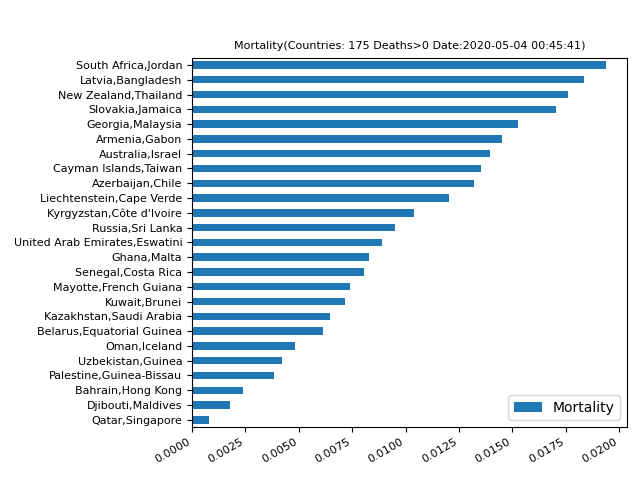 Mortality(Countries: 175 Deaths>0 Date:2020-05-04 00:45:41)
South Africa,Jordan
Latvia,Bangladesh
New Zealand,Thailand
Slovakia,Jamaica
Georgia,Malaysia
Armenia,Gabon
Australia,Israel
Cayman Islands,Taiwan
Azerbaijan,Chile
Liechtenstein,Cape Verde
Kyrgyzstan,Côte d'Ivoire
Russia,Sri Lanka
United Arab Emirates,Eswatini
Ghana,Malta
Senegal,Costa Rica
Mayotte,French Guiana
Kuwait,Brunei
Kazakhstan,Saudi Arabia
Belarus,Equatorial Guinea
Oman,Iceland
Uzbekistan,Guinea
Palestine,Guinea-Bissau
Bahrain,Hong Kong
Djibouti,Maldives
Qatar,Singapore
Mortality
0.0000 0.0025 0.0050 0.0075 0.0100 0.0125 0.0150 0.0175 0.0200